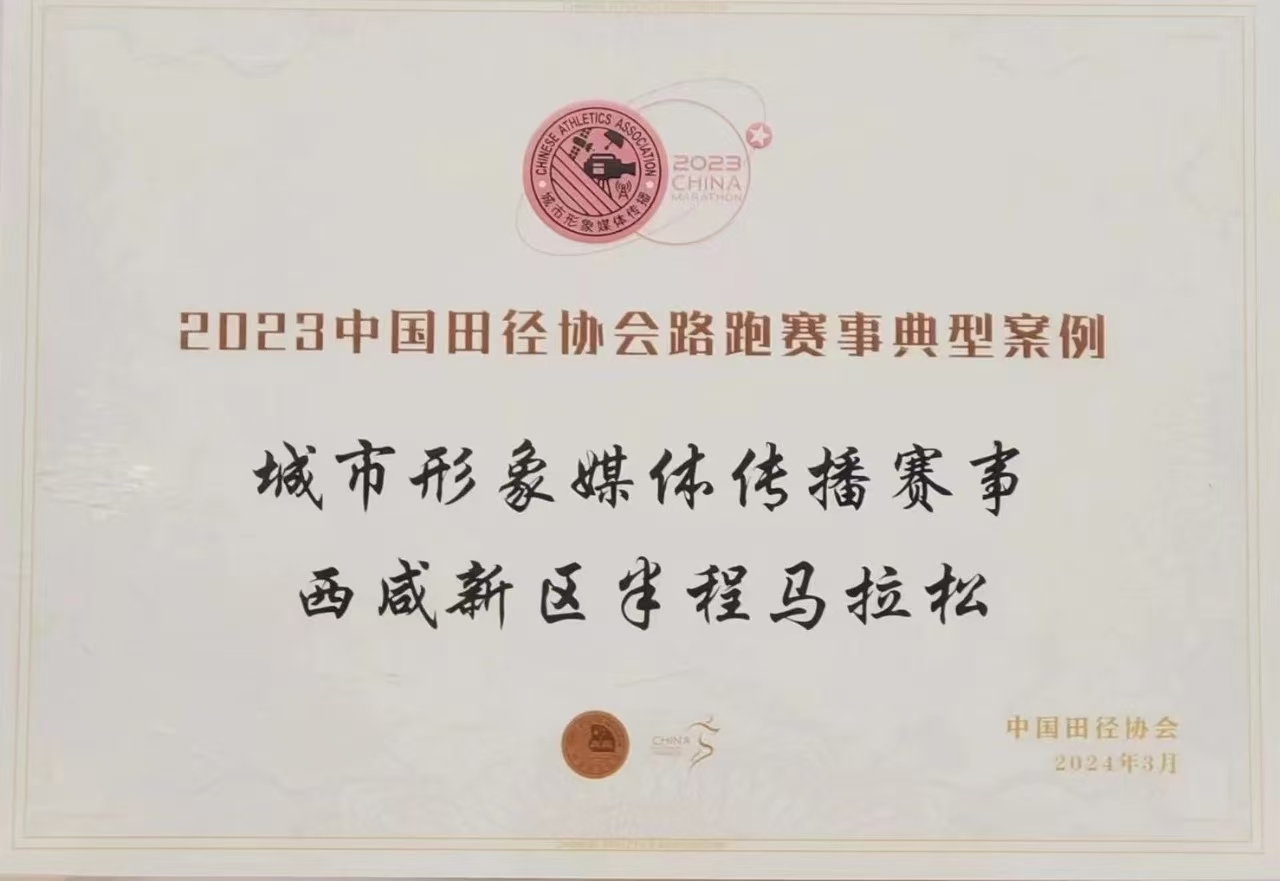 CHINESE ATHLETICS ASSOCIATION
城市形象媒体传播
2023
CHINA
MARATHON
2023中国田径协会路跑赛事典型案例
城市形象媒体传播赛事
西咸新区半程马拉松
CHINA
中国田径协会
2024年3月